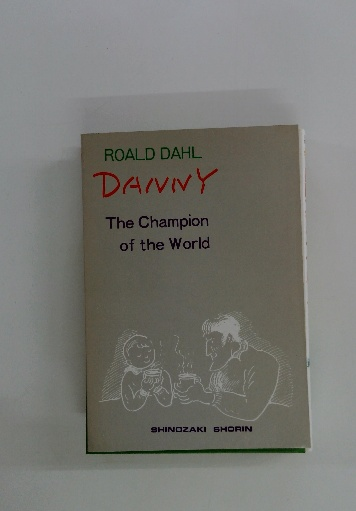 ROALD DAHL
DANNY
The Champion
of the World
SHINOZAKI SHORIN